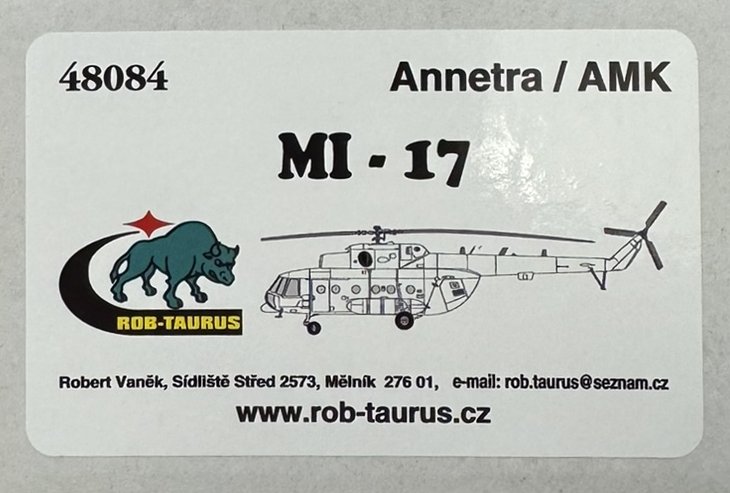 48084 Annetra / AMK
MI - 17
ROB-TAURUS
Robert Vaněk, Sídliště Střed 2573, Mělník 276 01, e-mail: rob.taurus@seznam.cz
www.rob-taurus.cz